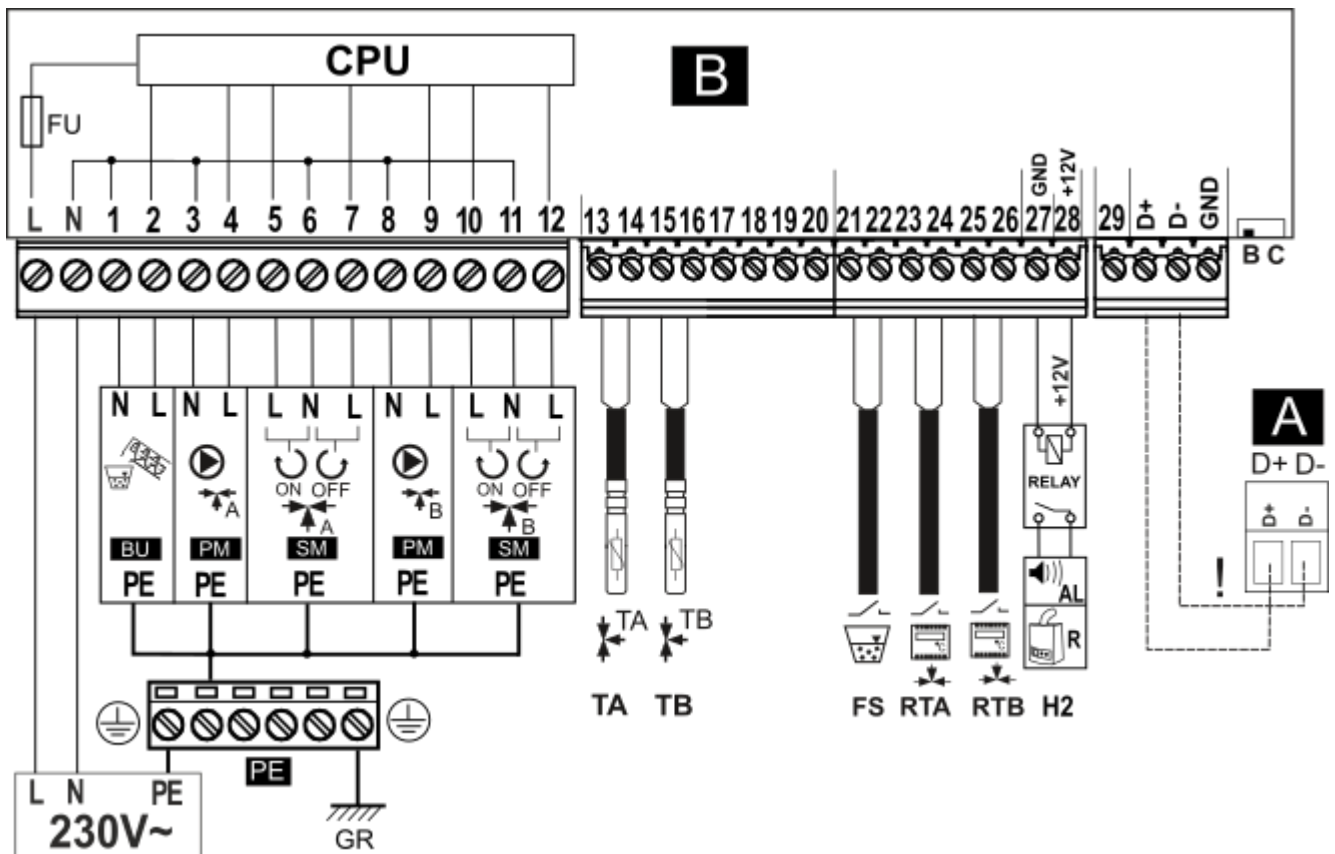 CPU
B
FU
GND
+12V
L N 1 2 3 4 5 6 7 8 9 10 11 12
13 14 15 16 17 18 19 20
21 22 23 24 25 26 27 28
29 D+ D- GND
B C
N L N L L N L N L L N L
+12V
ON OFF
ON OFF
A
A
B
B
RELAY
A
D+ D-
D+ D-
BU PM SM PM SM
PE PE PE PE PE
!
AL
R
TA
TB
°C
°C
TA TB
FS RTA RTB H2
PE
L N PE
230V~
GR